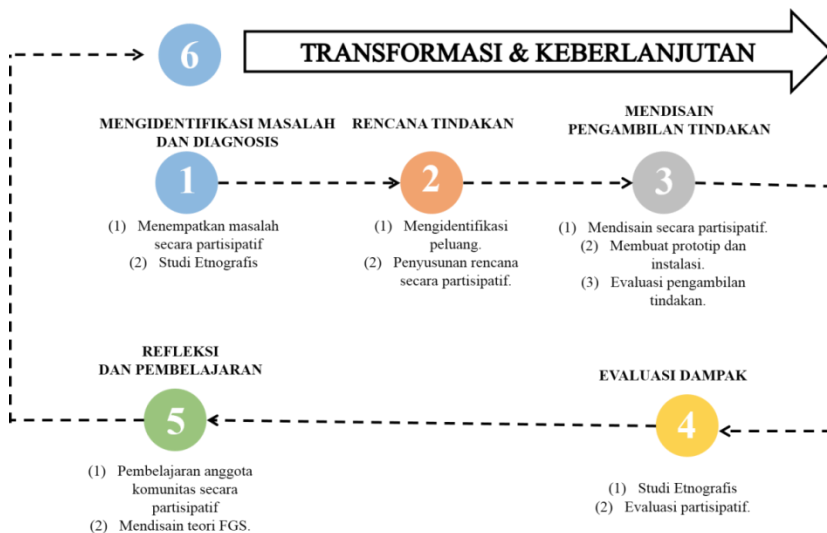 6
TRANSFORMASI & KEBERLANJUTAN
MENGIDENTIFIKASI MASALAH
DAN DIAGNOSIS
1
(1) Menempatkan masalah
secara partisipatif
(2) Studi Etnografis
RENCANA TINDAKAN
2
(1) Mengidentifikasi
peluang.
(2) Penyusunan rencana
secara partisipatif.
MENDISAIN
PENGAMBILAN TINDAKAN
3
(1) Mendisain secara partisipatif.
(2) Membuat prototip dan
instalasi.
(3) Evaluasi pengambilan
tindakan.
EVALUASI DAMPAK
4
(1) Studi Etnografis
(2) Evaluasi partisipatif.
REFLEKSI
DAN PEMBELAJARAN
5
(1) Pembelajaran anggota
komunitas secara
partisipatif
(2) Mendisain teori FGS.